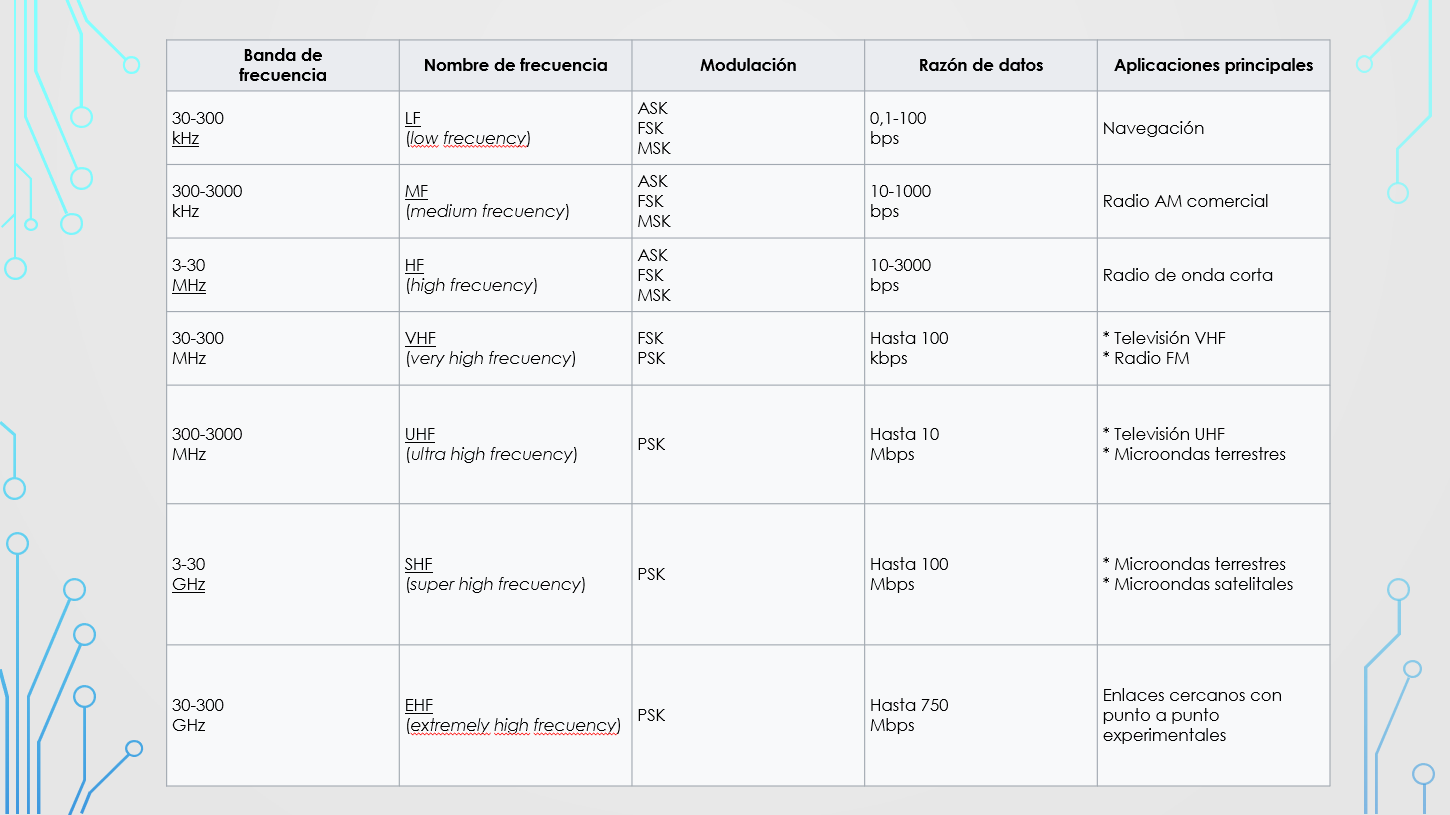 Banda de
frecuencia
Nombre de frecuencia
Modulación
Razón de datos
Aplicaciones principales
30-300
kHz
LF
(low frecuency)
ASK
FSK
MSK
0,1-100
bps
Navegación
300-3000
kHz
MF
(medium frecuency)
ASK
FSK
MSK
10-1000
bps
Radio AM comercial
3-30
MHz
HF
(high frecuency)
ASK
FSK
MSK
10-3000
bps
Radio de onda corta
30-300
MHz
VHF
(very high frecuency)
FSK
PSK
Hasta 100
kbps
* Televisión VHF
* Radio FM
300-3000
MHz
UHF
(ultra high frecuency)
PSK
Hasta 10
Mbps
* Televisión UHF
* Microondas terrestres
3-30
GHz
SHF
(super high frecuency)
PSK
Hasta 100
Mbps
* Microondas terrestres
* Microondas satelitales
30-300
GHz
EHF
(extremely high frecuency)
PSK
Hasta 750
Mbps
Enlaces cercanos con
punto a punto
experimentales